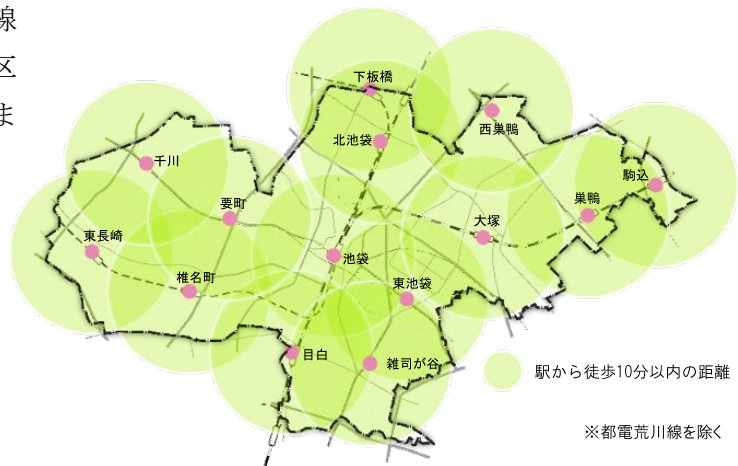 線
区
ま
下板橋
北池袋
西巣鴨
千川
駒込
要町
巣鴨
大塚
東長崎
池袋
椎名町
東池袋
目白
雑司が谷
駅から徒歩10分以内の距離
※都電荒川線を除く